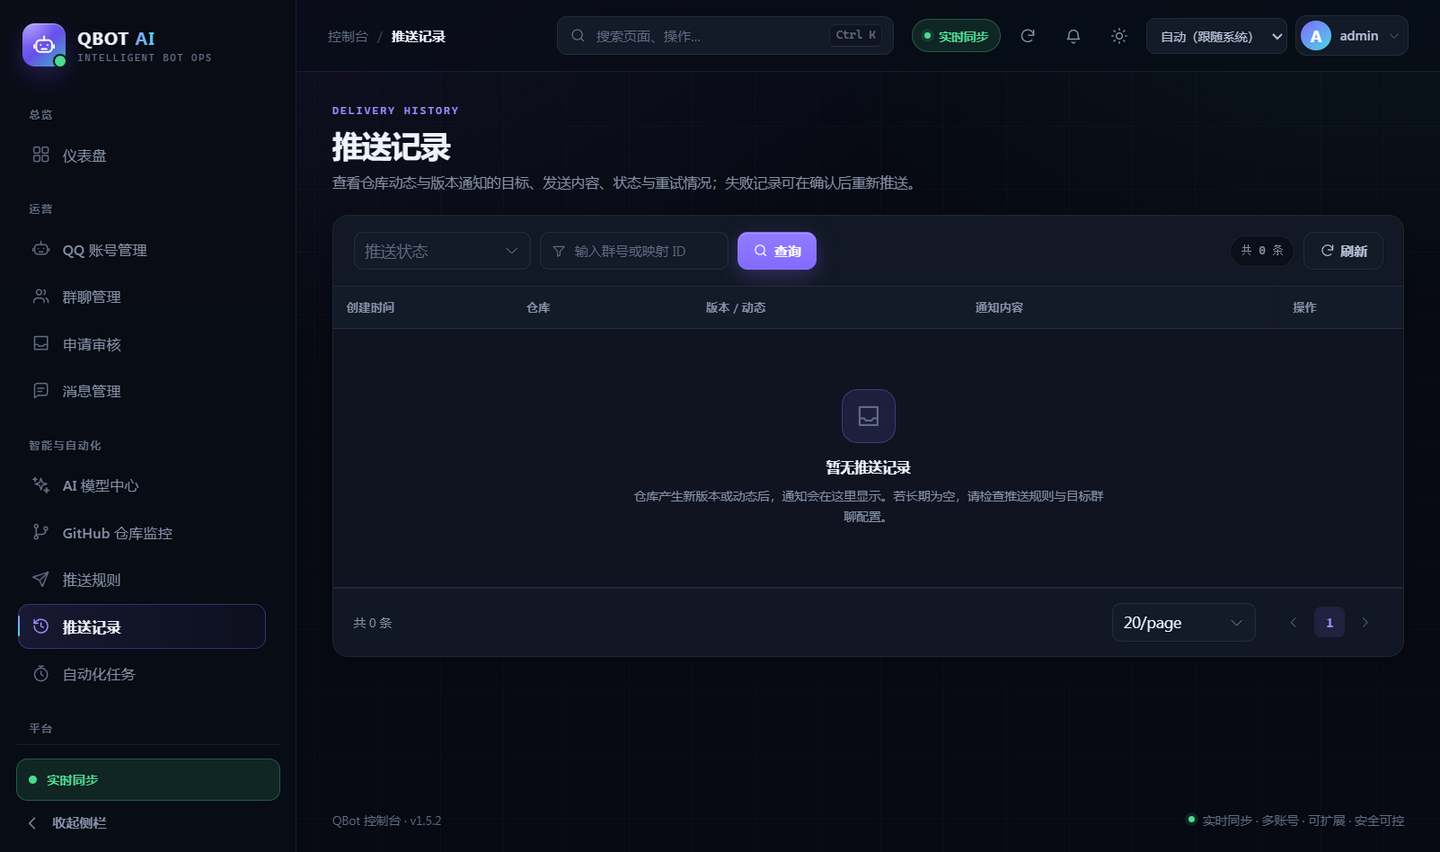 QBOT AI
INTELLIGENT BOT OPS
总览
仪表盘
运营
QQ 账号管理
群聊管理
申请审核
消息管理
智能与自动化
AI 模型中心
GitHub 仓库监控
推送规则
推送记录
自动化任务
平台
实时同步
收起侧栏
控制台 / 推送记录
搜索页面、操作... Ctrl K
实时同步
自动（跟随系统）
A admin
DELIVERY HISTORY
推送记录
查看仓库动态与版本通知的目标、发送内容、状态与重试情况；失败记录可在确认后重新推送。
推送状态
输入群号或映射 ID
查询
共 0 条
刷新
创建时间 仓库 版本 / 动态 通知内容 操作
暂无推送记录
仓库产生新版本或动态后，通知会在这里显示。若长期为空，请检查推送规则与目标群
聊配置。
共 0 条
20/page
1
QBot 控制台 · v1.5.2
实时同步 · 多账号 · 可扩展 · 安全可控